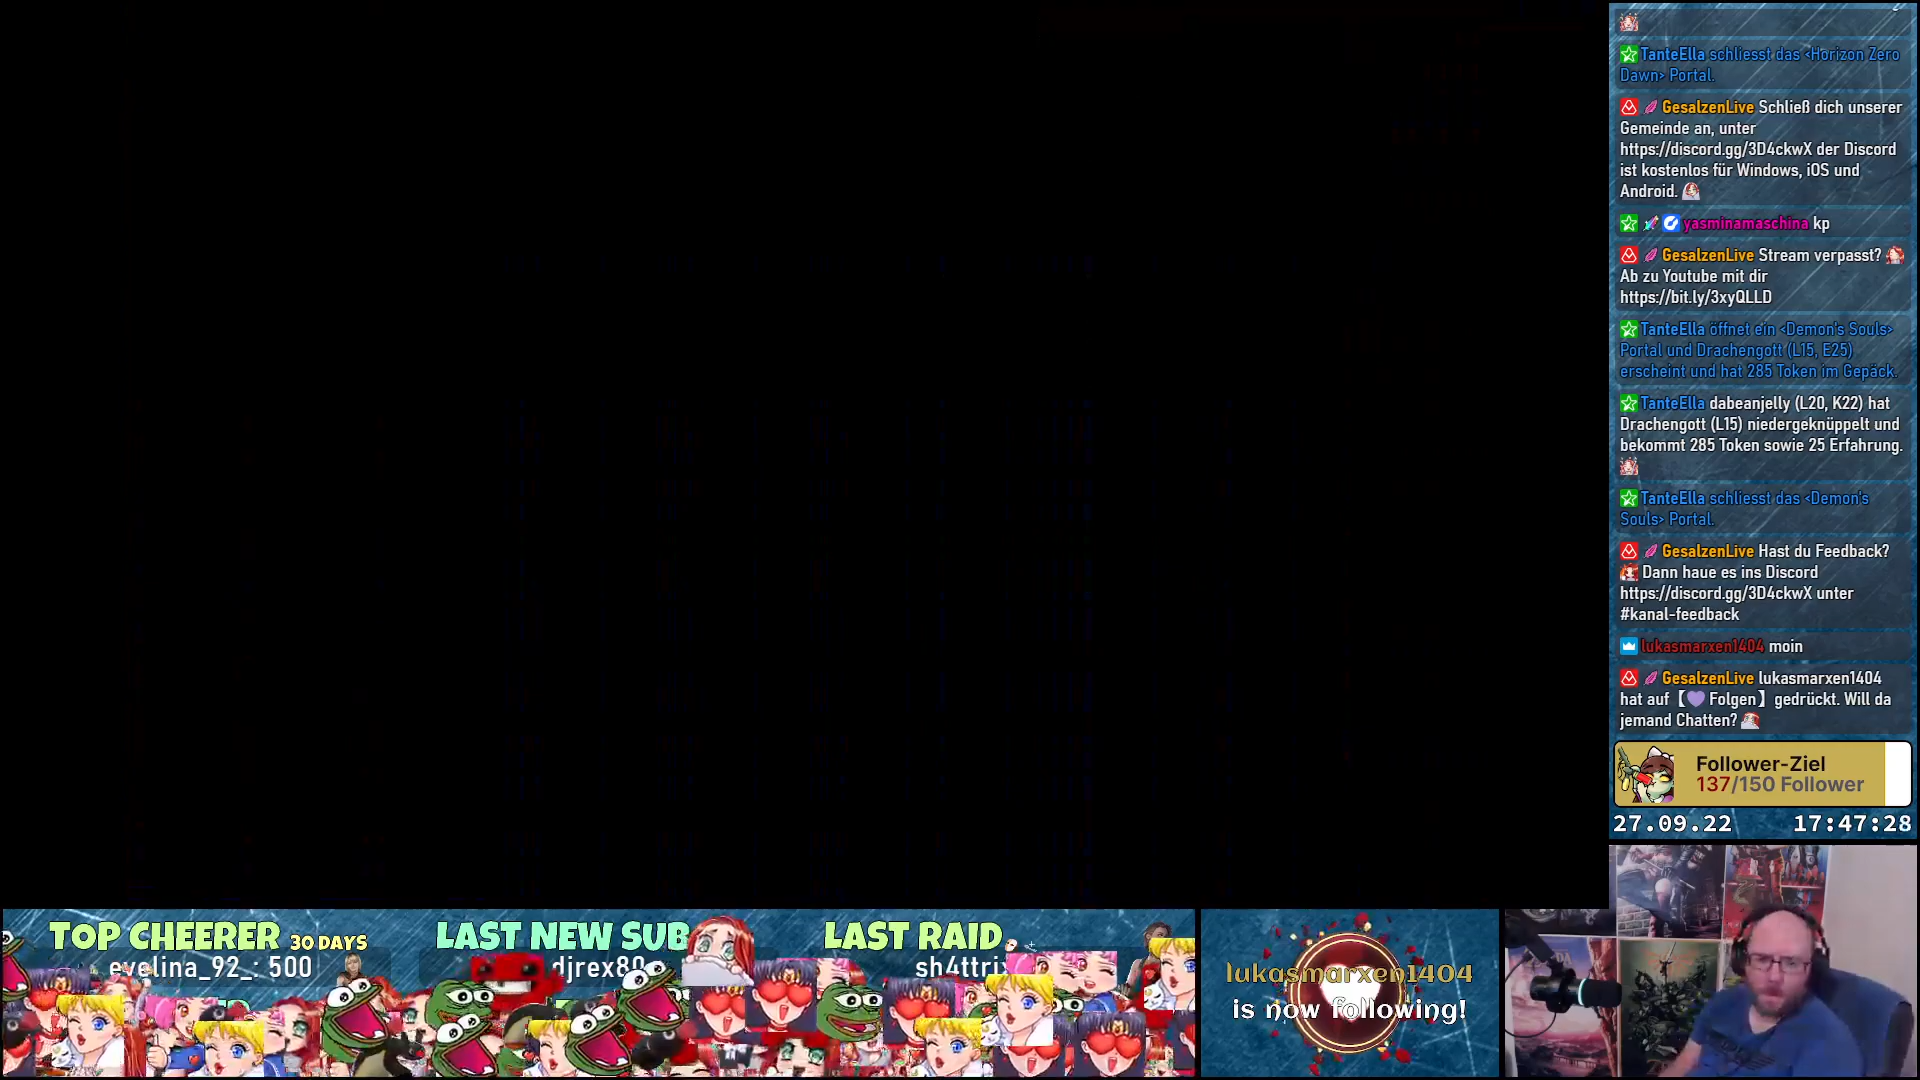 TanteElla schliesst das <Horizon Zero
Dawn> Portal.
GesalzenLive Schließ dich unserer
Gemeinde an, unter
https://discord.gg/3D4ckwX der Discord
ist kostenlos für Windows, iOS und
Android.
yasminamaschina kp
GesalzenLive Stream verpasst?
Ab zu Youtube mit dir
https://bit.ly/3xyQLLD
TanteElla öffnet ein <Demon's Souls>
Portal und Drachengott (L15, E25)
erscheint und hat 285 Token im Gepäck.
TanteElla dabeanjelly (L20, K22) hat
Drachengott (L15) niedergeknüppelt und
bekommt 285 Token sowie 25 Erfahrung.
TanteElla schliesst das <Demon's
Souls> Portal.
GesalzenLive Hast du Feedback?
Dann haue es ins Discord
https://discord.gg/3D4ckwX unter
#kanal-feedback
lukasmarxen1404 moin
GesalzenLive lukasmarxen1404
hat auf【💜 Folgen】gedrückt. Will da
jemand Chatten?
Follower-Ziel
137/150 Follower
27.09.22 17:47:28
TOP CHEERER 30 DAYS
evelina_92_: 500
LAST NEW SUB
djrex80
LAST RAID
sh4ttrix
lukasmarxen1404
is now following!